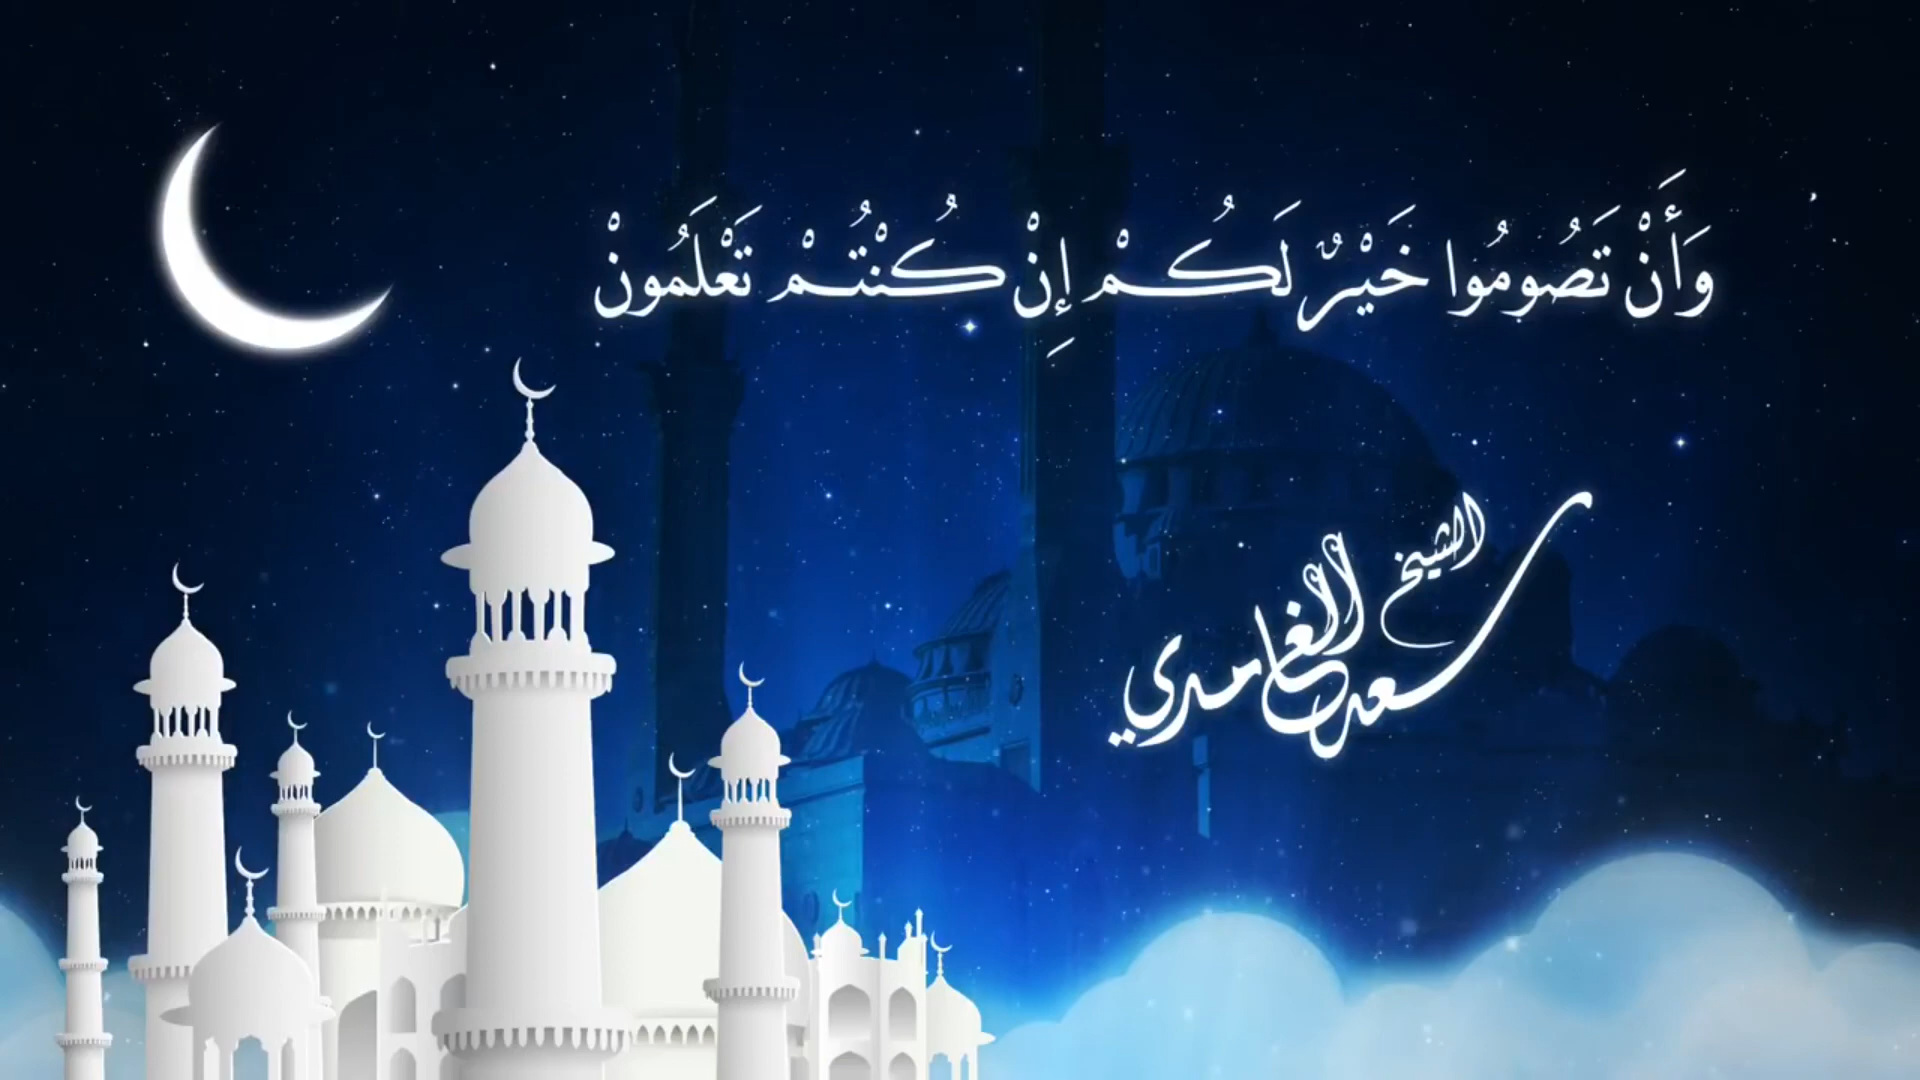 وَأَنْ تَصُومُوا خَيْرٌ لَكُمْ إِنْ كُنْتُمْ تَعْلَمُونْ
الشيخ
سعد الغامدي